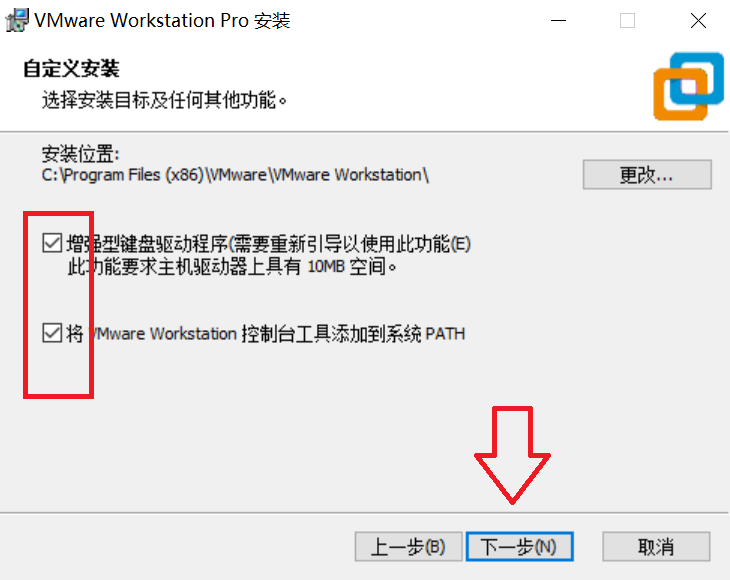 VMware Workstation Pro 安装
自定义安装
选择安装目标及任何其他功能。
安装位置:
C:\Program Files (x86)\VMware\VMware Workstation\
更改...
增强型键盘驱动程序(需要重新引导以使用此功能(E)
此功能要求主机驱动器上具有 10MB 空间。
将 VMware Workstation 控制台工具添加到系统 PATH
上一步(B) 下一步(N) 取消